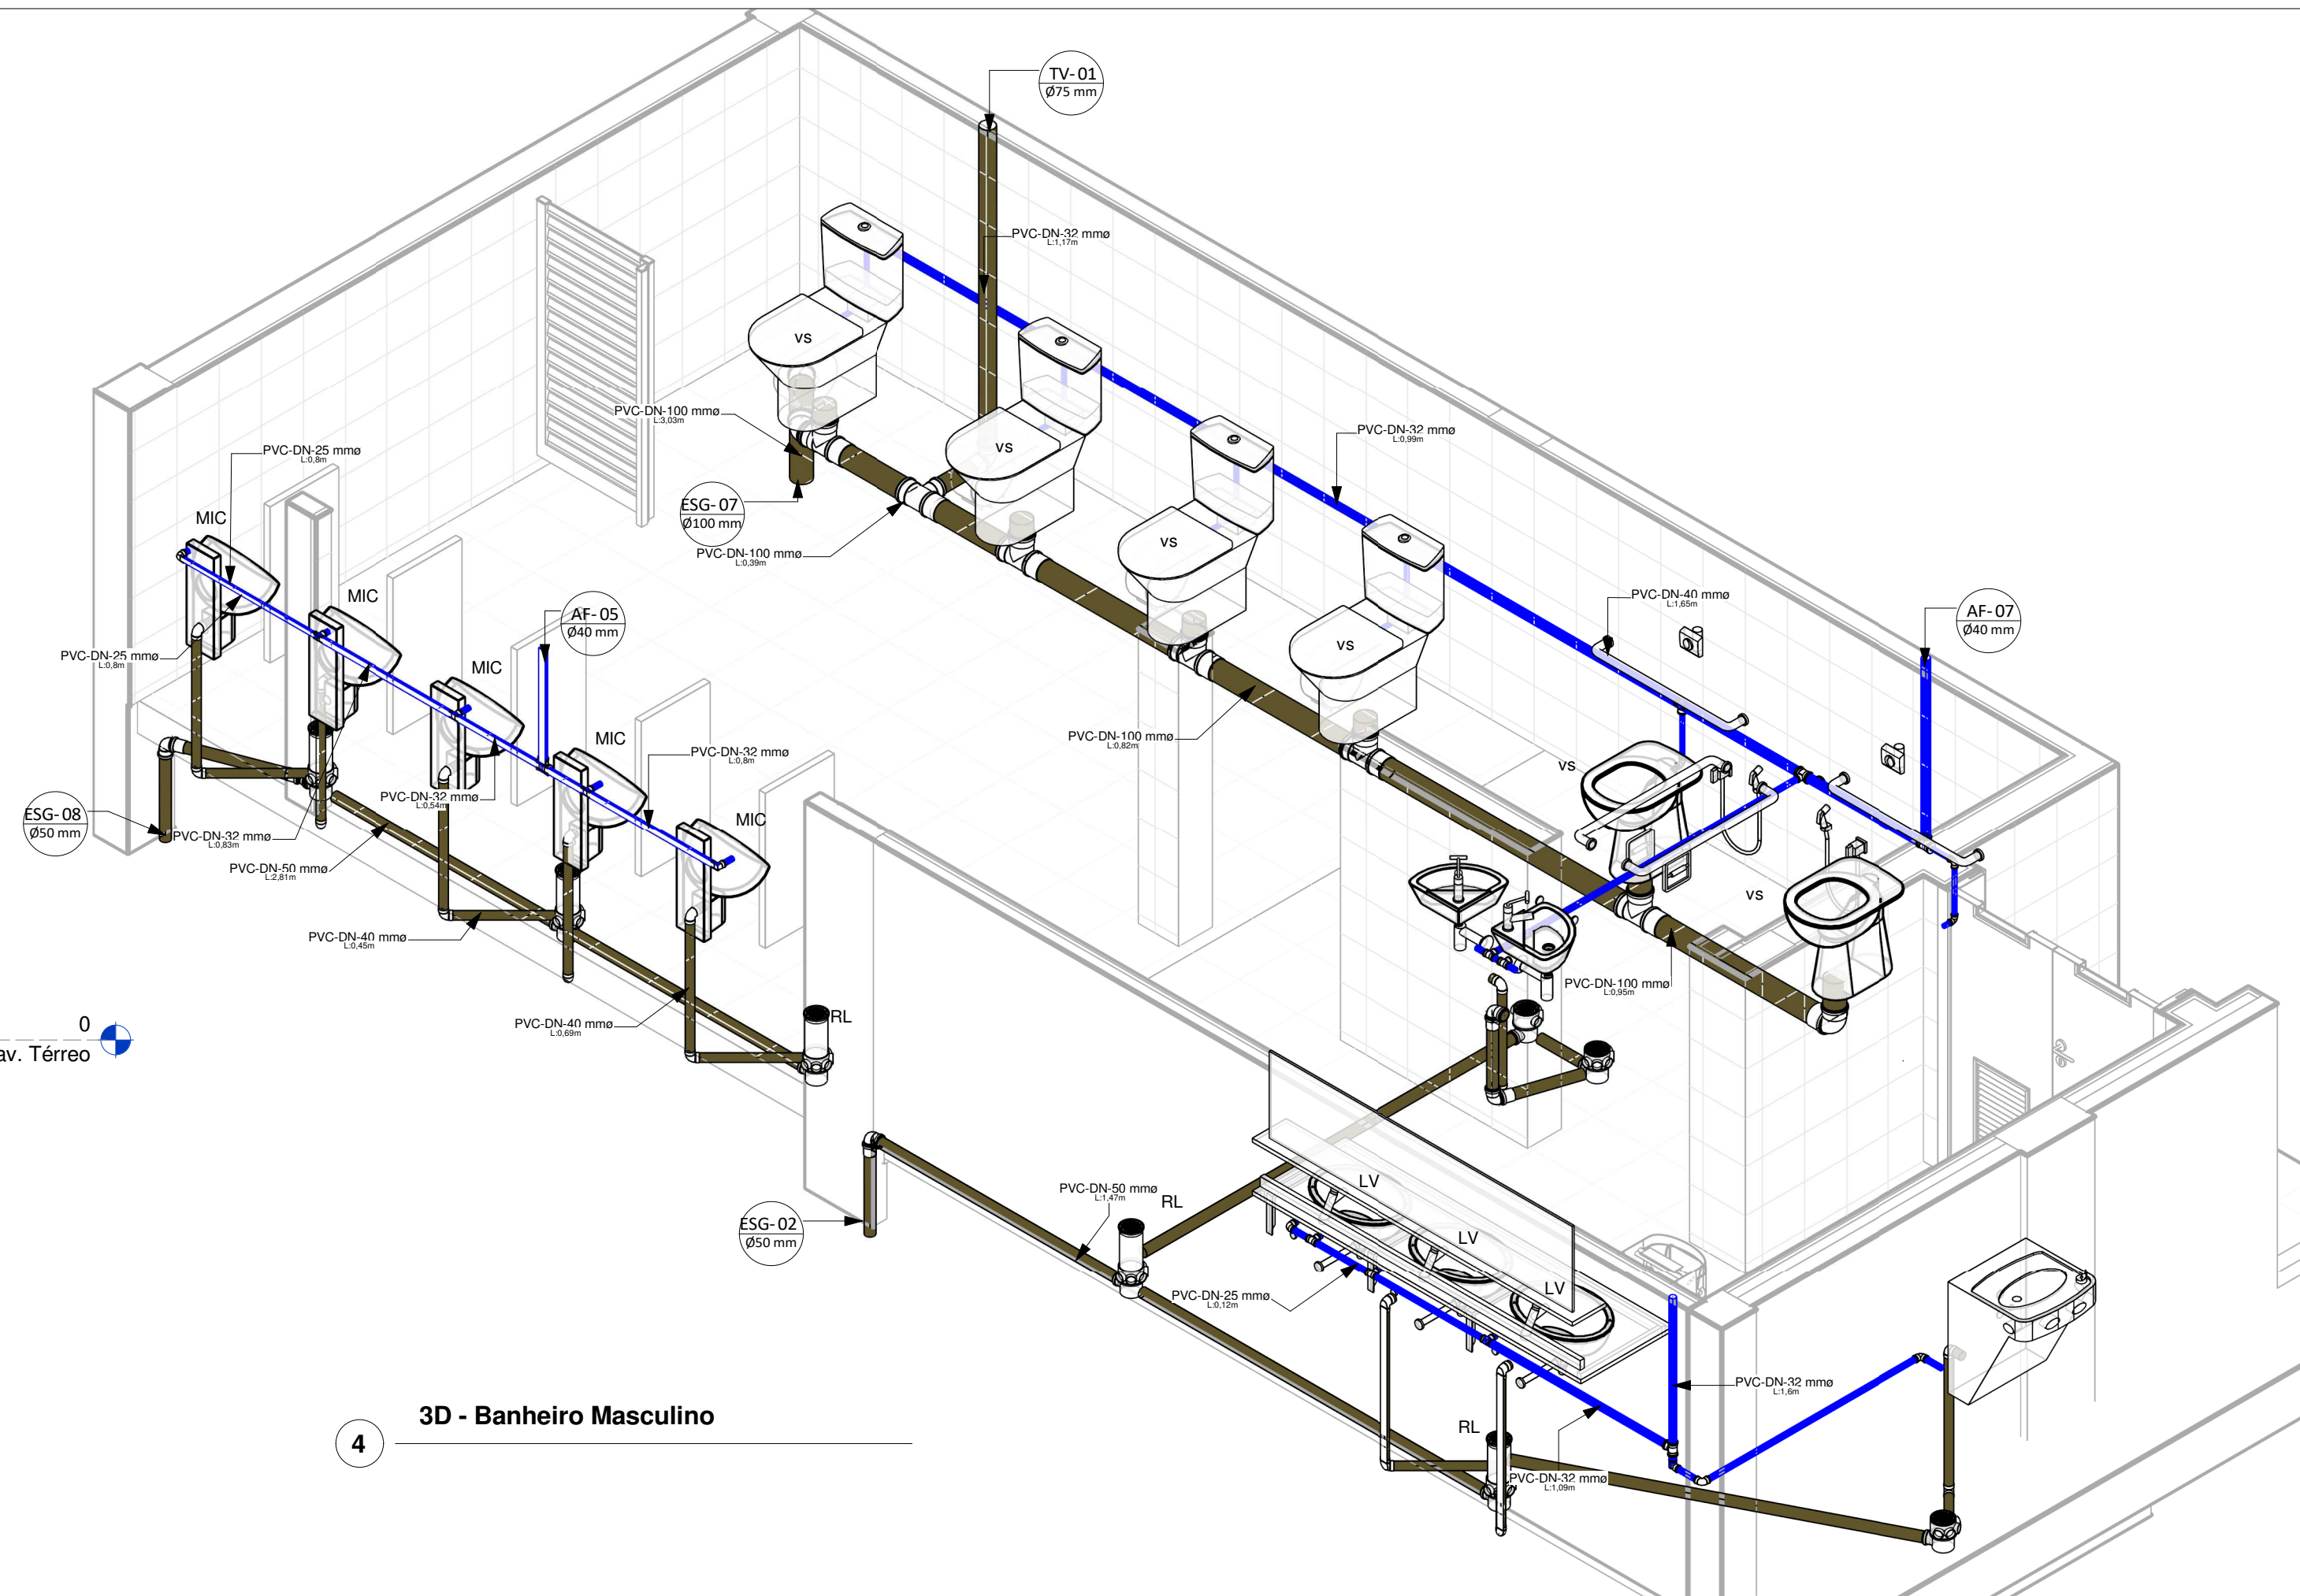 TV-01
Ø75 mm
PVC-DN-32 mmø
L:1,17m
vs
PVC-DN-100 mmø
L:3,03m
PVC-DN-32 mmø
L:0,99m
PVC-DN-25 mmø
L:0,8m
vs
ESG-07
Ø100 mm
MIC
vs
PVC-DN-100 mmø
L:0,39m
MIC
PVC-DN-40 mmø
L:1,65m
AF-05
Ø40 mm
AF-07
Ø40 mm
vs
PVC-DN-25 mmø
L:0,8m
MIC
PVC-DN-100 mmø
L:0,82m
MIC
PVC-DN-32 mmø
L:0,8m
vs
PVC-DN-32 mmø
L:0,54m
ESG-08
Ø50 mm
MIC
PVC-DN-32 mmø
L:0,83m
PVC-DN-50 mmø
L:2,81m
vs
PVC-DN-40 mmø
L:0,45m
PVC-DN-100 mmø
L:0,95m
RL
PVC-DN-40 mmø
L:0,69m
0
av. Térreo
PVC-DN-50 mmø
L:1,47m
RL
LV
ESG-02
Ø50 mm
LV
LV
PVC-DN-25 mmø
L:0,12m
PVC-DN-32 mmø
L:1,6m
3D - Banheiro Masculino
4
RL
PVC-DN-32 mmø
L:1,09m